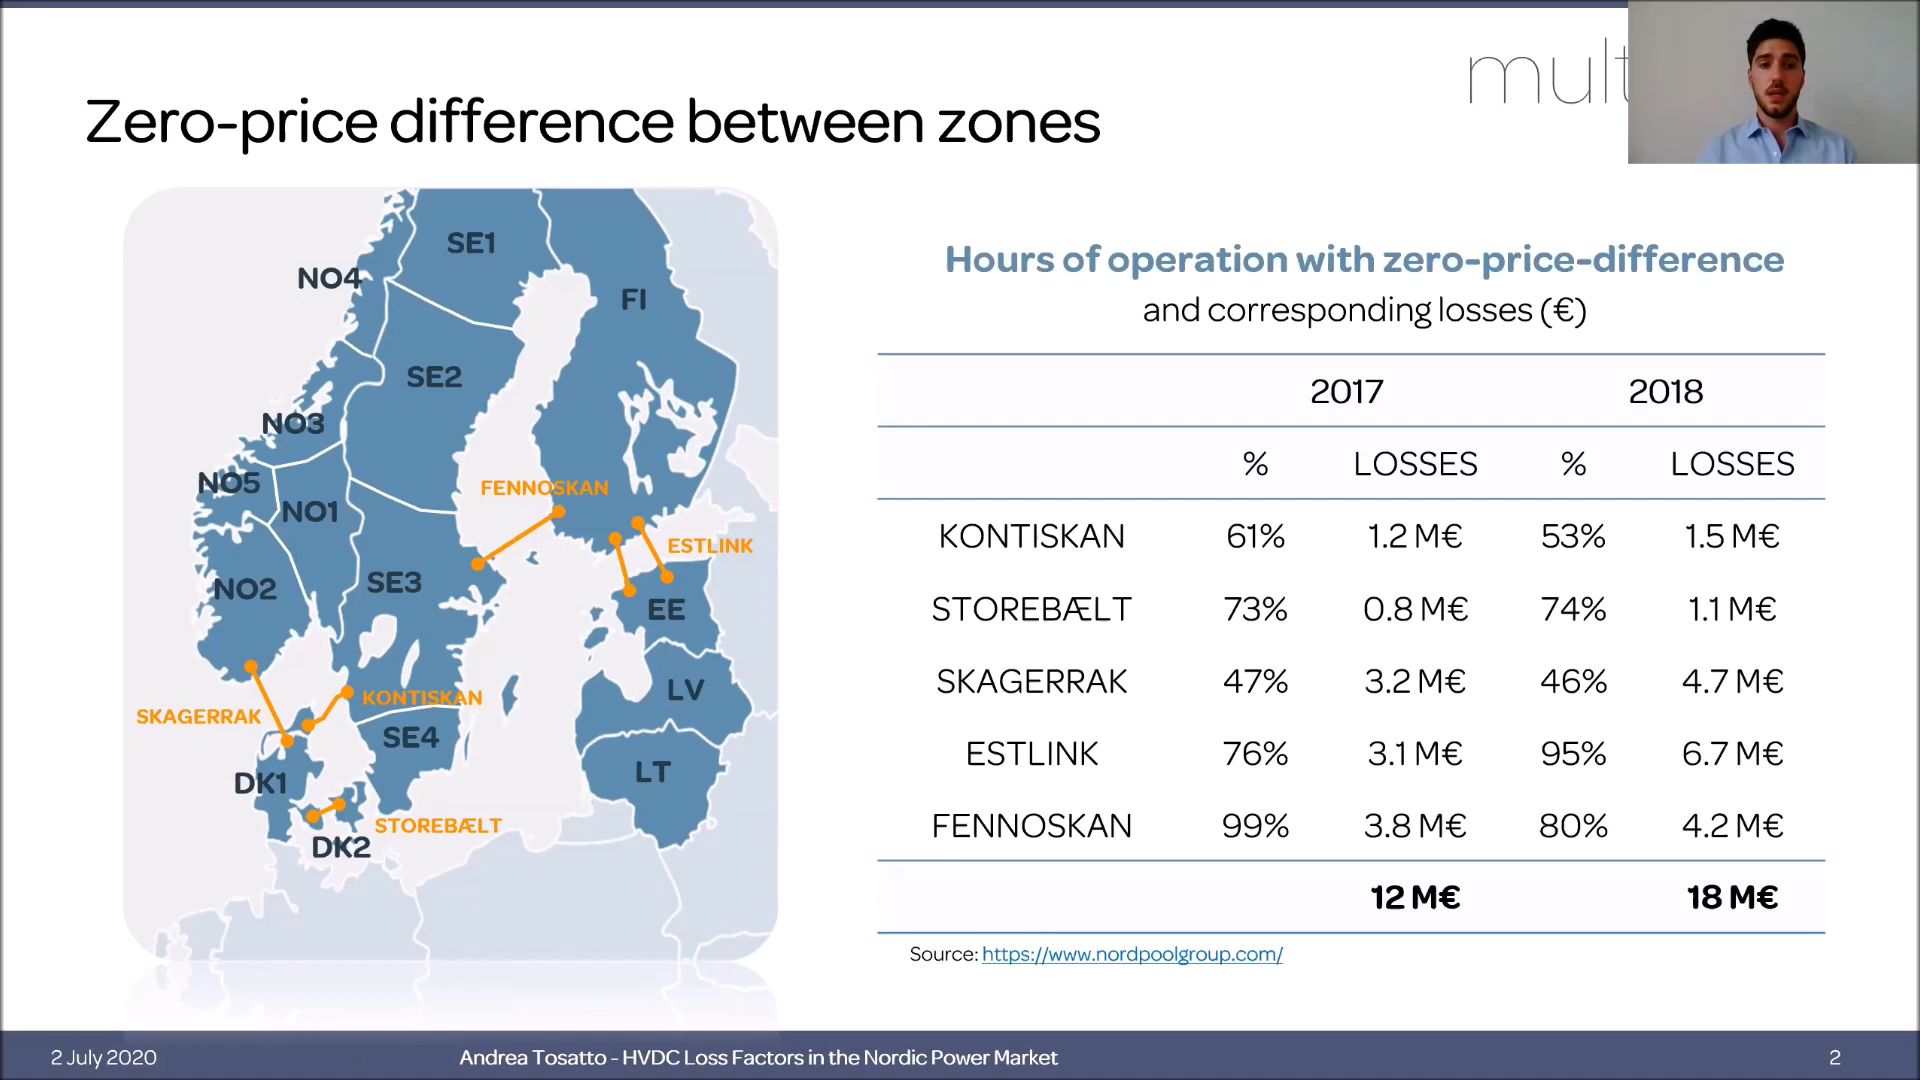 mult
Zero-price difference between zones
SE1
NO4
FI
SE2
NO3
NO5
FENNOSKAN
NO1
ESTLINK
SE3
NO2
EE
LV
KONTISKAN
SKAGERRAK
SE4
LT
DK1
STOREBÆLT
DK2
Hours of operation with zero-price-difference
and corresponding losses (€)
2017 2018
% LOSSES % LOSSES
KONTISKAN 61% 1.2 M€ 53% 1.5 M€
STOREBÆLT 73% 0.8 M€ 74% 1.1 M€
SKAGERRAK 47% 3.2 M€ 46% 4.7 M€
ESTLINK 76% 3.1 M€ 95% 6.7 M€
FENNOSKAN 99% 3.8 M€ 80% 4.2 M€
12 M€ 18 M€
Source: https://www.nordpoolgroup.com/
2 July 2020 Andrea Tosatto - HVDC Loss Factors in the Nordic Power Market 2